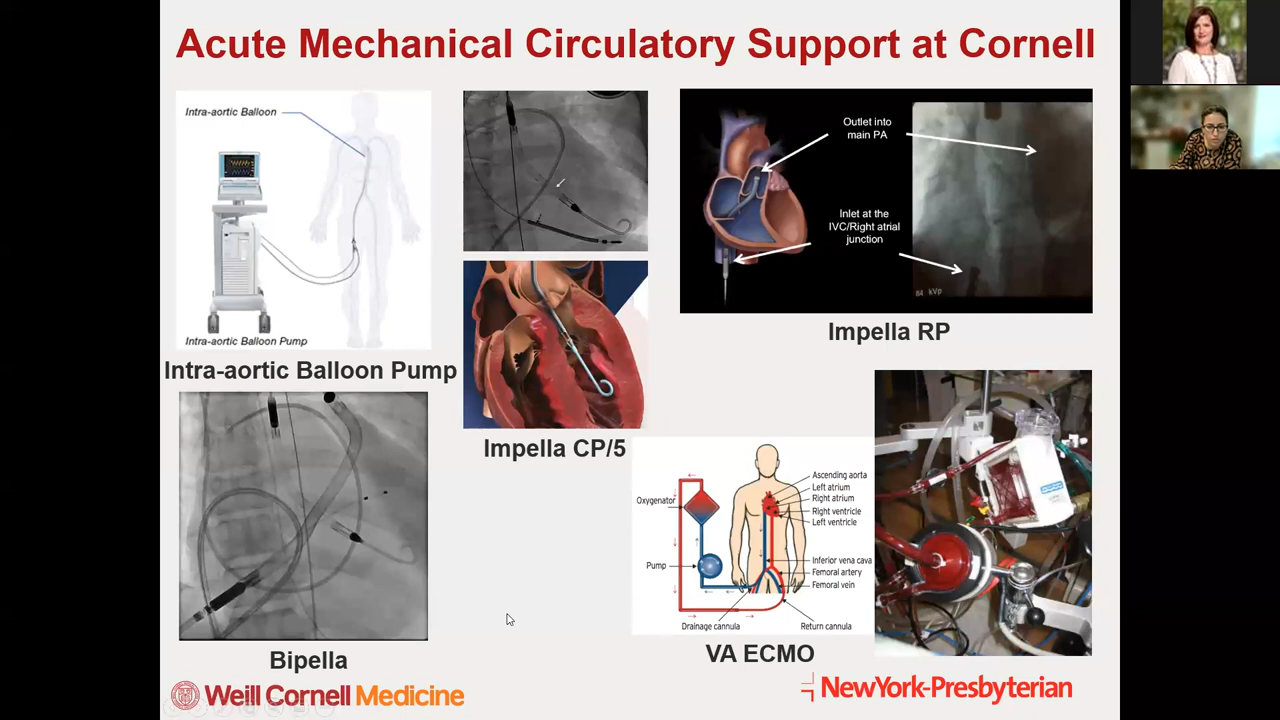 Acute Mechanical Circulatory Support at Cornell
Intra-aortic Balloon
Intra-aortic Balloon Pump
Intra-aortic Balloon Pump
Impella CP/5
Outlet into
main PA
Inlet at the
IVC/Right atrial
junction
84 kVp
Impella RP
Bipella
Oxygenator
Pump
Ascending aorta
Left atrium
Right atrium
Right ventricle
Left ventricle
Inferior vena cava
Femoral artery
Femoral vein
Drainage cannula
Return cannula
VA ECMO
Weill Cornell Medicine
NewYork-Presbyterian